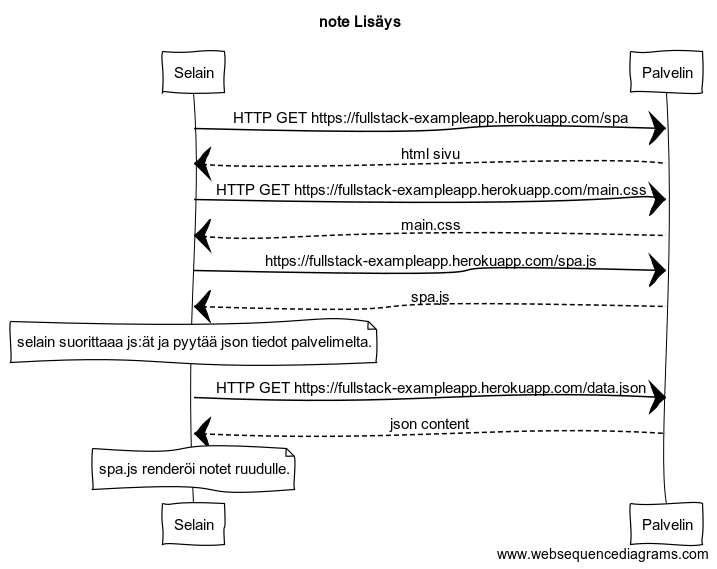 note Lisäys
Selain
Palvelin
HTTP GET https://fullstack-exampleapp.herokuapp.com/spa
html sivu
HTTP GET https://fullstack-exampleapp.herokuapp.com/main.css
main.css
https://fullstack-exampleapp.herokuapp.com/spa.js
spa.js
selain suorittaaa js:ät ja pyytää json tiedot palvelimelta.
HTTP GET https://fullstack-exampleapp.herokuapp.com/data.json
json content
spa.js renderöi notet ruudulle.
Selain
Palvelin
www.websequencediagrams.com